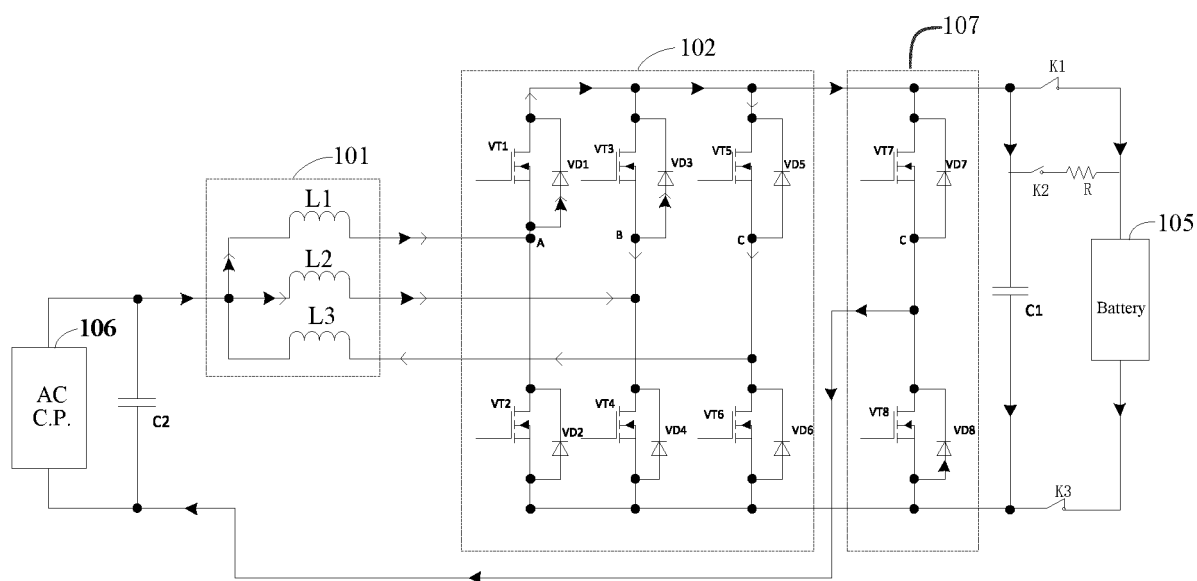 107
102
K1
VT1
VD1
VT3
VD3
VT5
VD5
VT7
VD7
101
K2
R
L1
A
B
C
C
105
L2
106
L3
C1
Battery
AC
C.P.
C2
VT2
VD2
VT4
VD4
VT6
VD6
VT8
VD8
K3